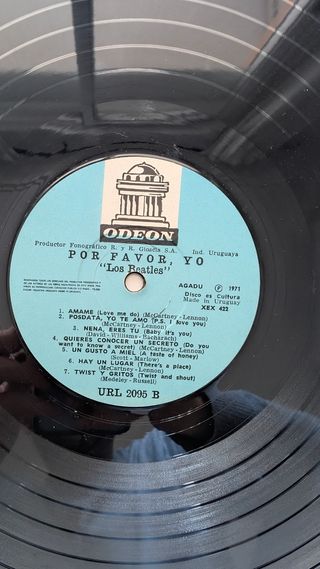 ODEON
Productor Fonográfico R. y R. Gioscia S.A. Ind. Uruguaya
POR FAVOR, YO
"Los Beatles"
AGADU Ⓟ 1971
Disco es Cultura
Hecho en Uruguay
XEX 422
1. AMAME (Love me do) (McCartney-Lennon)
2. POSDATA, YO TE AMO (P.S. I love you)
(McCartney-Lennon)
3. NENA, ERES TU (Baby it's you)
(David - Williams - Bacharach)
4. QUIERES CONOCER UN SECRETO (Do you
want to know a secret) (McCartney-Lennon)
5. UN GUSTO A MIEL (A taste of honey)
(Scott - Marlow)
6. HAY UN LUGAR (There's a place)
(McCartney-Lennon)
7. TWIST Y GRITOS (Twist and shout)
(Medeley - Russell)
URL 2095 B